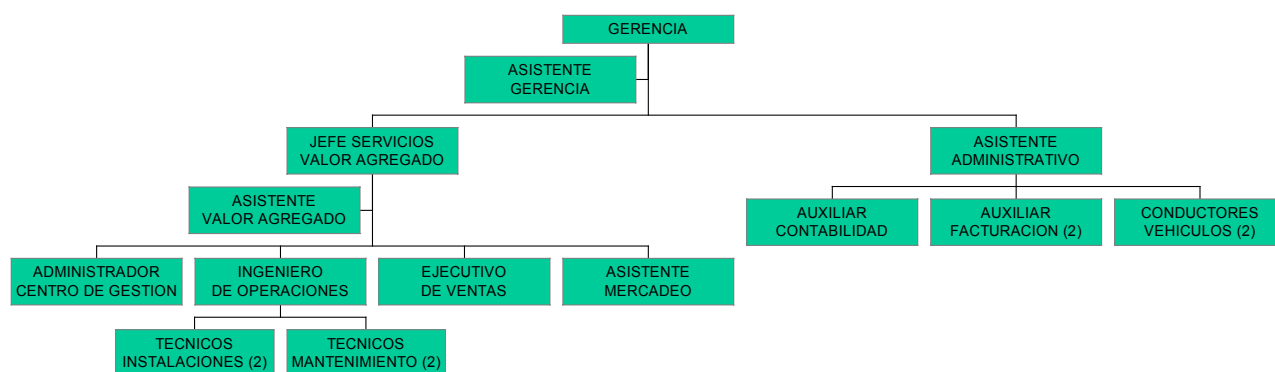 GERENCIA
ASISTENTE
GERENCIA
JEFE SERVICIOS
VALOR AGREGADO
ASISTENTE
ADMINISTRATIVO
ASISTENTE
VALOR AGREGADO
AUXILIAR
CONTABILIDAD
AUXILIAR
FACTURACION (2)
CONDUCTORES
VEHICULOS (2)
ADMINISTRADOR
CENTRO DE GESTION
INGENIERO
DE OPERACIONES
EJECUTIVO
DE VENTAS
ASISTENTE
MERCADEO
TECNICOS
INSTALACIONES (2)
TECNICOS
MANTENIMIENTO (2)